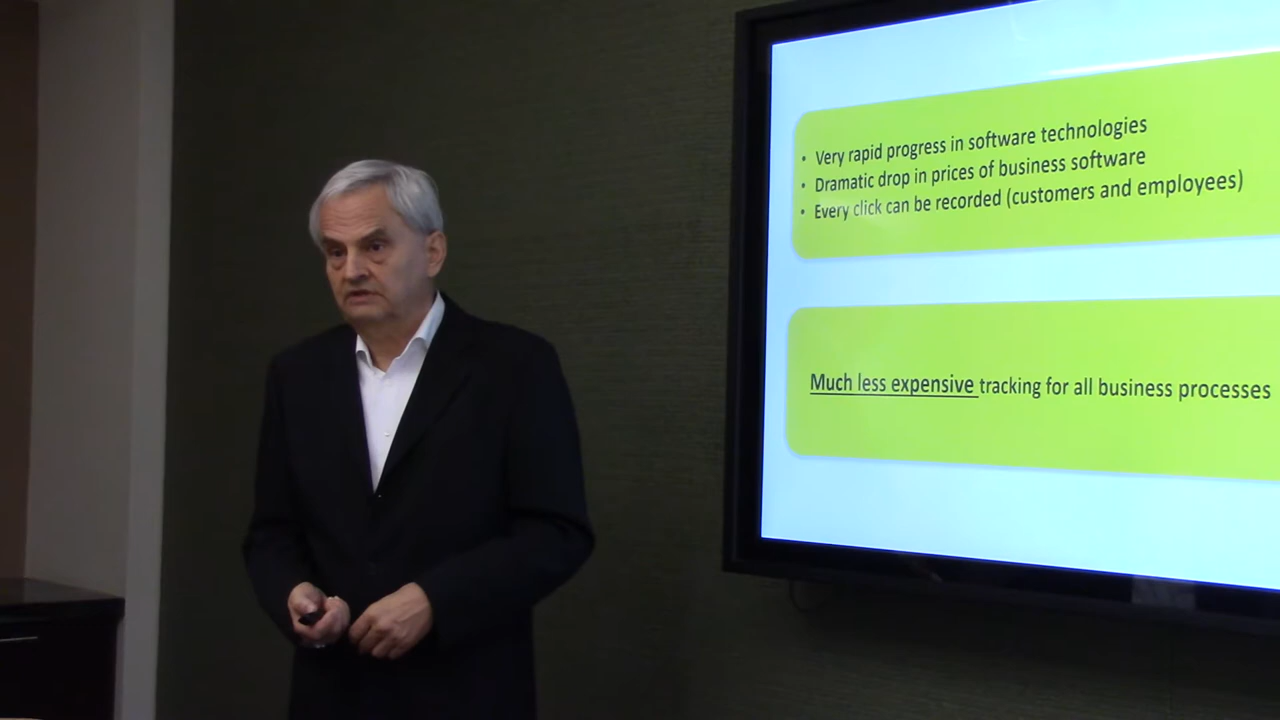 • Very rapid progress in software technologies
• Dramatic drop in prices of business software
• Every click can be recorded (customers and employees)
Much less expensive tracking for all business processes